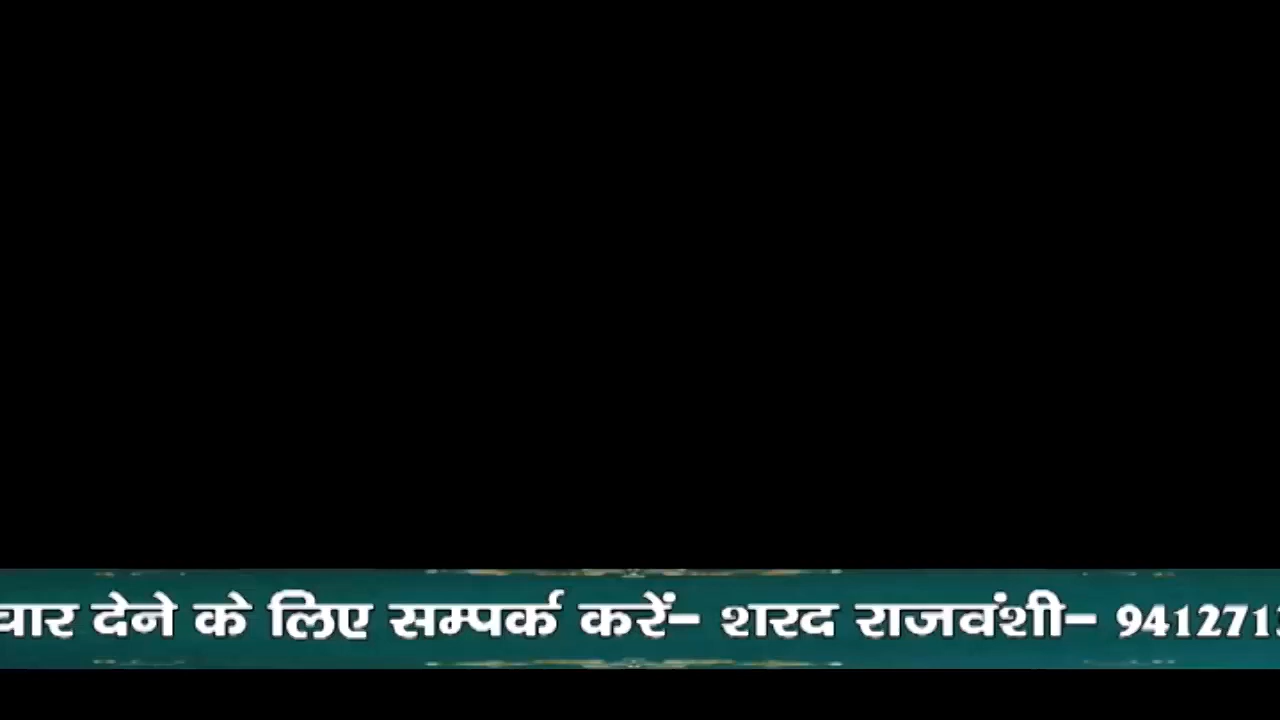 चार देने के लिए सम्पर्क करें– शरद राजवंशी– 941271